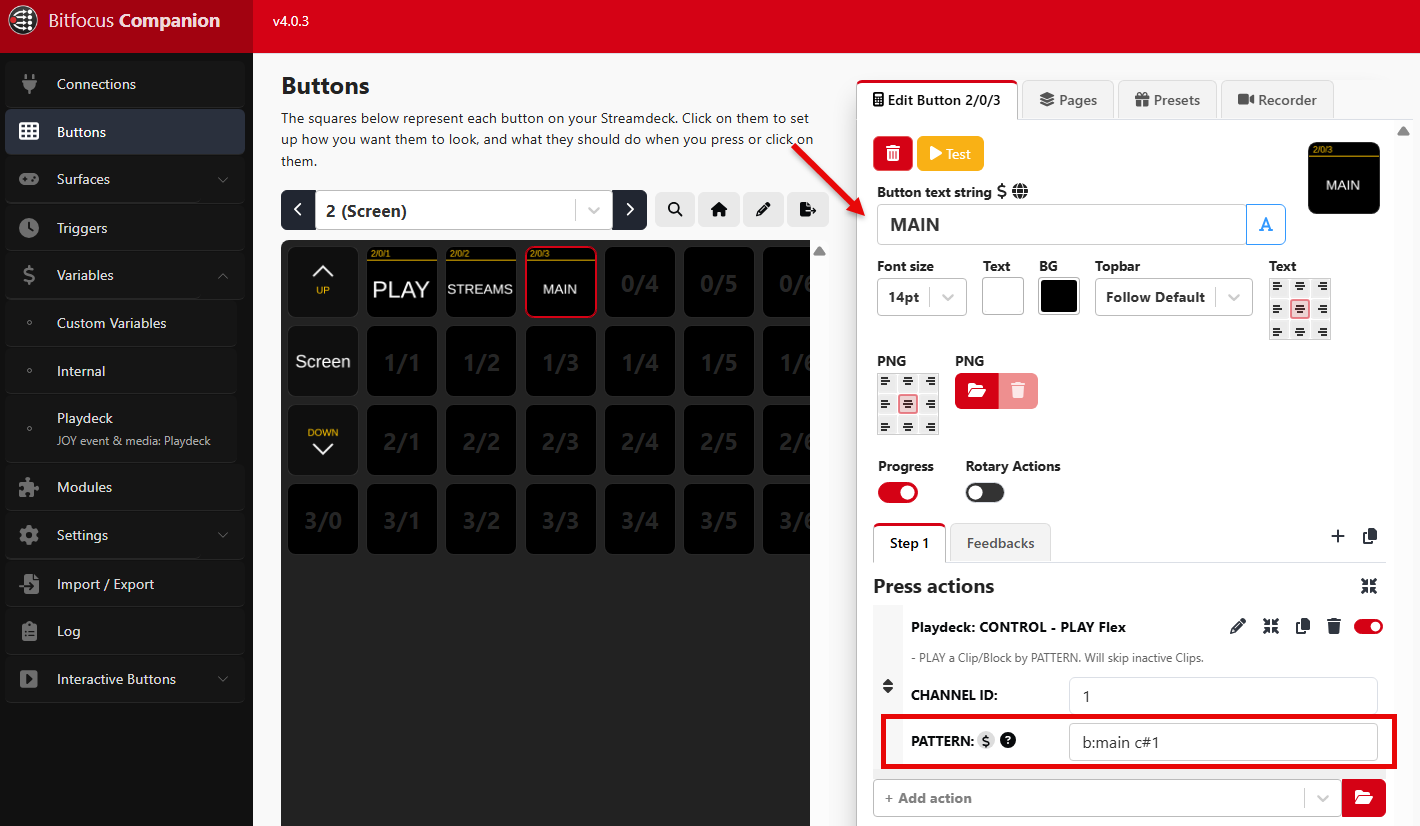 Bitfocus Companion
v4.0.3
Connections
Buttons
Surfaces
Triggers
Variables
Custom Variables
Internal
Playdeck
JOY event & media: Playdeck
Modules
Settings
Import / Export
Log
Interactive Buttons
Buttons
The squares below represent each button on your Streamdeck. Click on them to set
up how you want them to look, and what they should do when you press or click on
them.
2 (Screen)
UP
2/0/1
PLAY
2/0/2
STREAMS
2/0/3
MAIN
0/4
0/5
0/6
Screen
1/1
1/2
1/3
1/4
1/5
1/6
DOWN
2/1
2/2
2/3
2/4
2/5
2/6
3/0
3/1
3/2
3/3
3/4
3/5
3/6
Edit Button 2/0/3
Pages
Presets
Recorder
Test
2/0/3
MAIN
Button text string $
MAIN
A
Font size
Text
BG
Topbar
Text
14pt
Follow Default
PNG
PNG
Progress
Rotary Actions
Step 1
Feedbacks
Press actions
Playdeck: CONTROL - PLAY Flex
- PLAY a Clip/Block by PATTERN. Will skip inactive Clips.
CHANNEL ID:
1
PATTERN: $ ?
b:main c#1
+ Add action